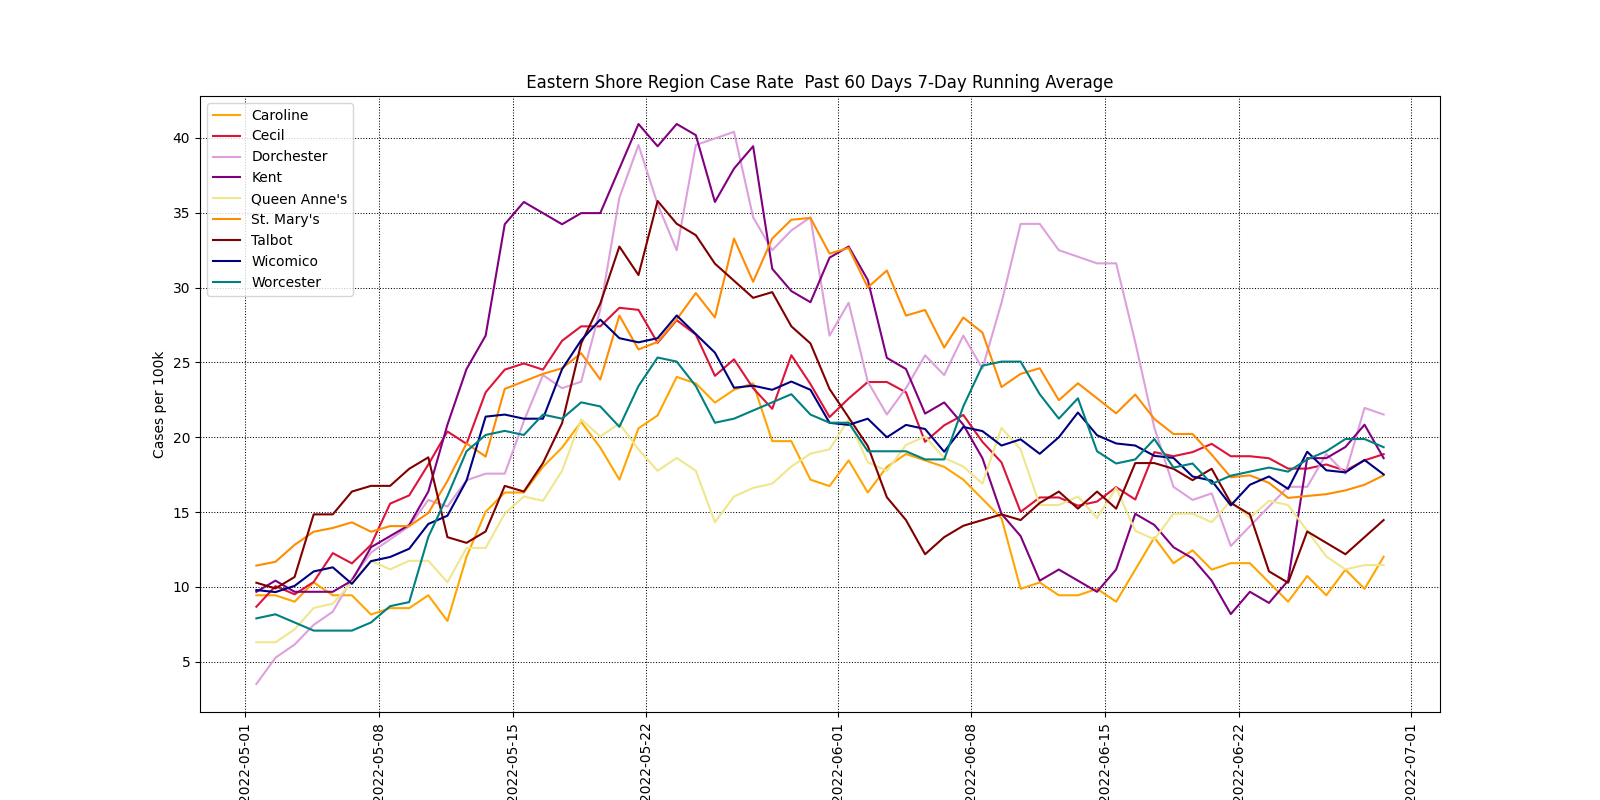 Eastern Shore Region Case Rate  Past 60 Days 7-Day Running Average
Caroline
Cecil
Dorchester
Kent
Queen Anne's
St. Mary's
Talbot
Wicomico
Worcester
Cases per 100k
40
35
30
25
20
15
10
5
2022-05-01
2022-05-08
2022-05-15
2022-05-22
2022-06-01
2022-06-08
2022-06-15
2022-06-22
2022-07-01